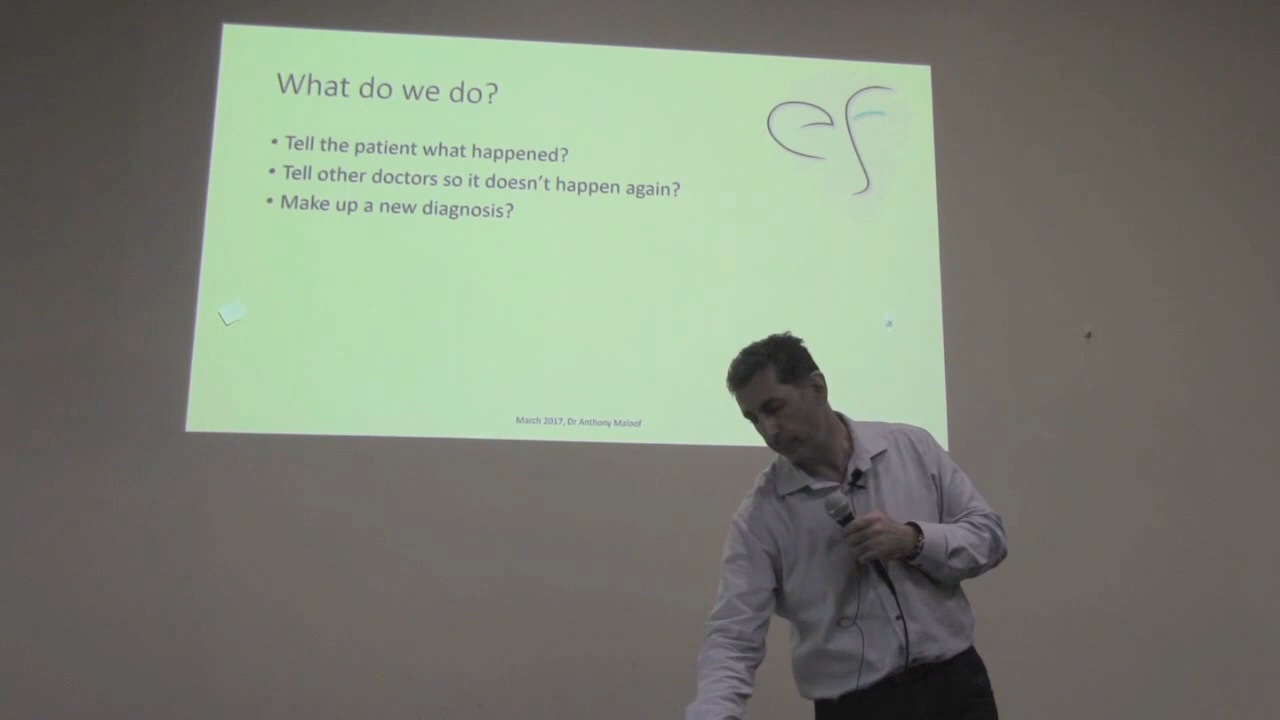 What do we do?
ef
• Tell the patient what happened?
• Tell other doctors so it doesn't happen again?
• Make up a new diagnosis?
March 2017, Dr Anthony Maloof